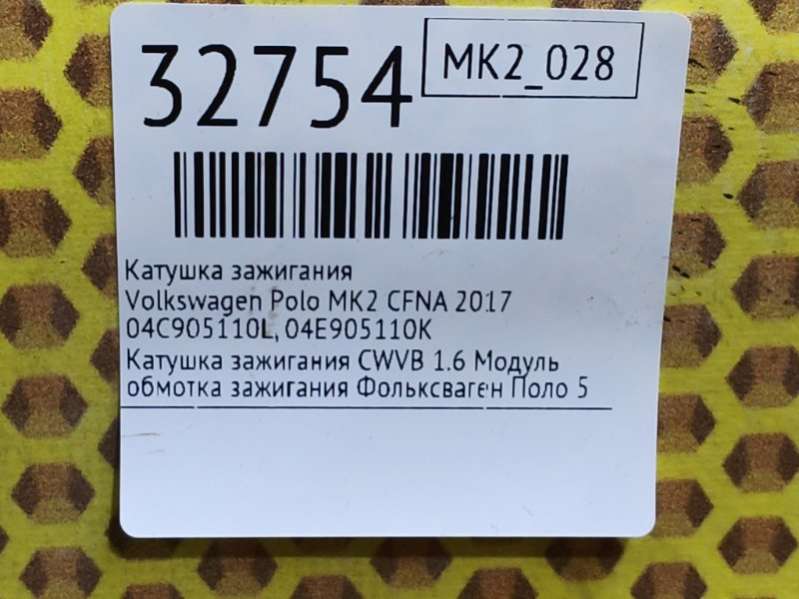 32754
MK2_028
Катушка зажигания
Volkswagen Polo MK2 CFNA 2017
04C905110L, 04E905110K
Катушка зажигания CWVB 1.6 Модуль
обмотка зажигания Фольксваген Поло 5